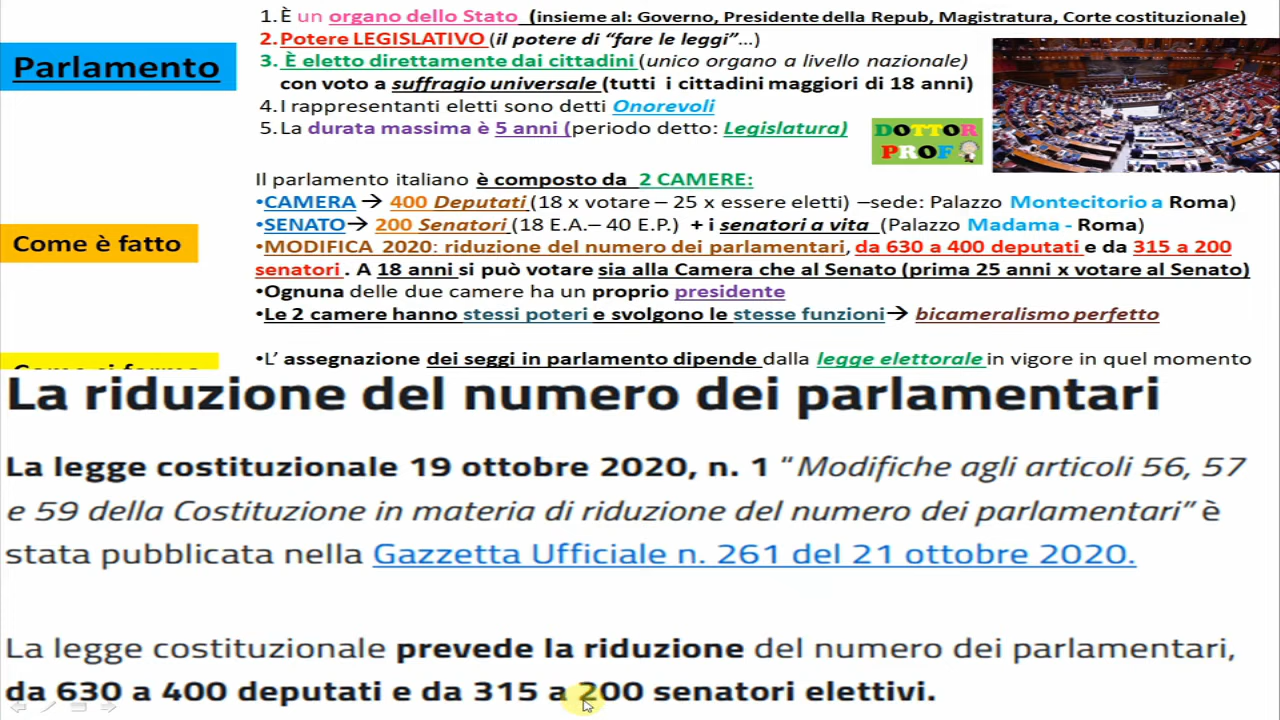 Parlamento
1. È un organo dello Stato (insieme al: Governo, Presidente della Repub, Magistratura, Corte costituzionale)
2. Potere LEGISLATIVO (il potere di “fare le leggi”…)
3. È eletto direttamente dai cittadini (unico organo a livello nazionale)
con voto a suffragio universale (tutti i cittadini maggiori di 18 anni)
4. I rappresentanti eletti sono detti Onorevoli
5. La durata massima è 5 anni (periodo detto: Legislatura)
DOTTOR
PROF
Come è fatto
Il parlamento italiano è composto da 2 CAMERE:
•CAMERA → 400 Deputati (18 x votare – 25 x essere eletti) –sede: Palazzo Montecitorio a Roma)
•SENATO → 200 Senatori (18 E.A.– 40 E.P.) + i senatori a vita (Palazzo Madama - Roma)
•MODIFICA 2020: riduzione del numero dei parlamentari, da 630 a 400 deputati e da 315 a 200
senatori . A 18 anni si può votare sia alla Camera che al Senato (prima 25 anni x votare al Senato)
•Ognuna delle due camere ha un proprio presidente
•Le 2 camere hanno stessi poteri e svolgono le stesse funzioni → bicameralismo perfetto
•L’ assegnazione dei seggi in parlamento dipende dalla legge elettorale in vigore in quel momento
La riduzione del numero dei parlamentari
La legge costituzionale 19 ottobre 2020, n. 1 “Modifiche agli articoli 56, 57
e 59 della Costituzione in materia di riduzione del numero dei parlamentari” è
stata pubblicata nella Gazzetta Ufficiale n. 261 del 21 ottobre 2020.
La legge costituzionale prevede la riduzione del numero dei parlamentari,
da 630 a 400 deputati e da 315 a 200 senatori elettivi.